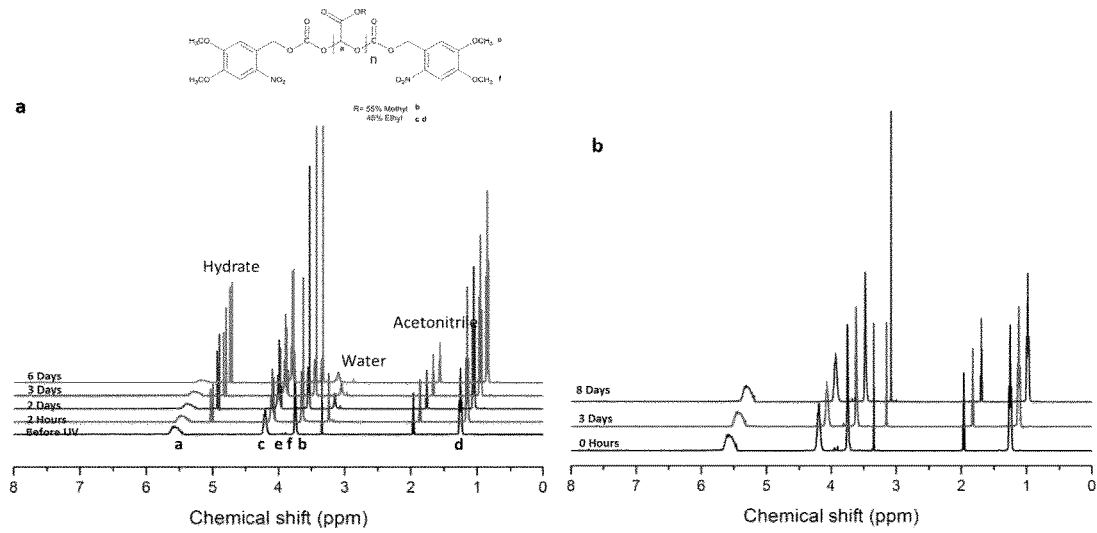 O OR
O O O
H₃CO O O O O OCH₃ e
a n
H₃CO NO₂ O₂N OCH₂ f
R= 55% Methyl b
45% Ethyl c d
a
b
Hydrate
Acetonitrile
Water
6 Days
3 Days
2 Days
2 Hours
Before UV
a c e f b d
8 7 6 5 4 3 2 1 0
Chemical shift (ppm)
8 Days
3 Days
0 Hours
8 7 6 5 4 3 2 1 0
Chemical shift (ppm)